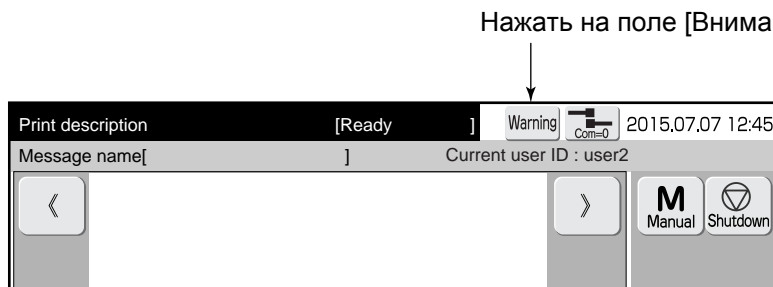 Нажать на поле [Внима
Print description [Ready ] Warning Com=0 2015.07.07 12:45
Message name[ ] Current user ID : user2
《 》 M Manual Shutdown